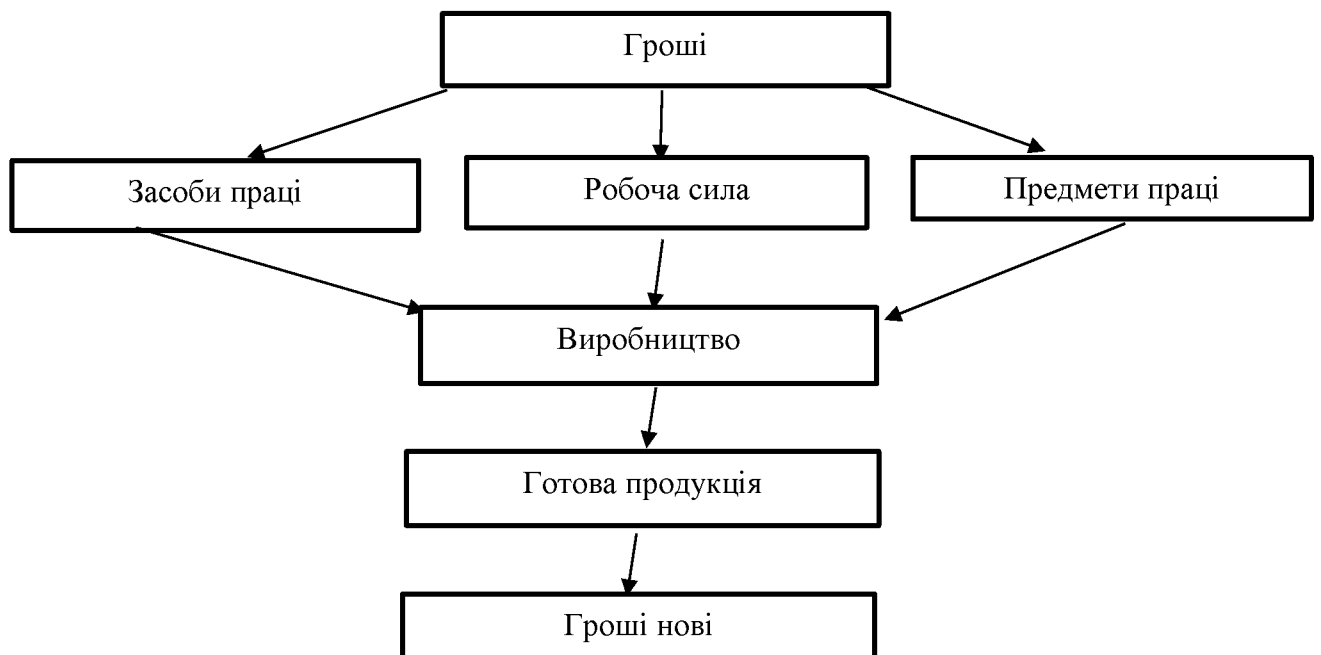 Гроші
Засоби праці
Робоча сила
Предмети праці
Виробництво
Готова продукція
Гроші нові